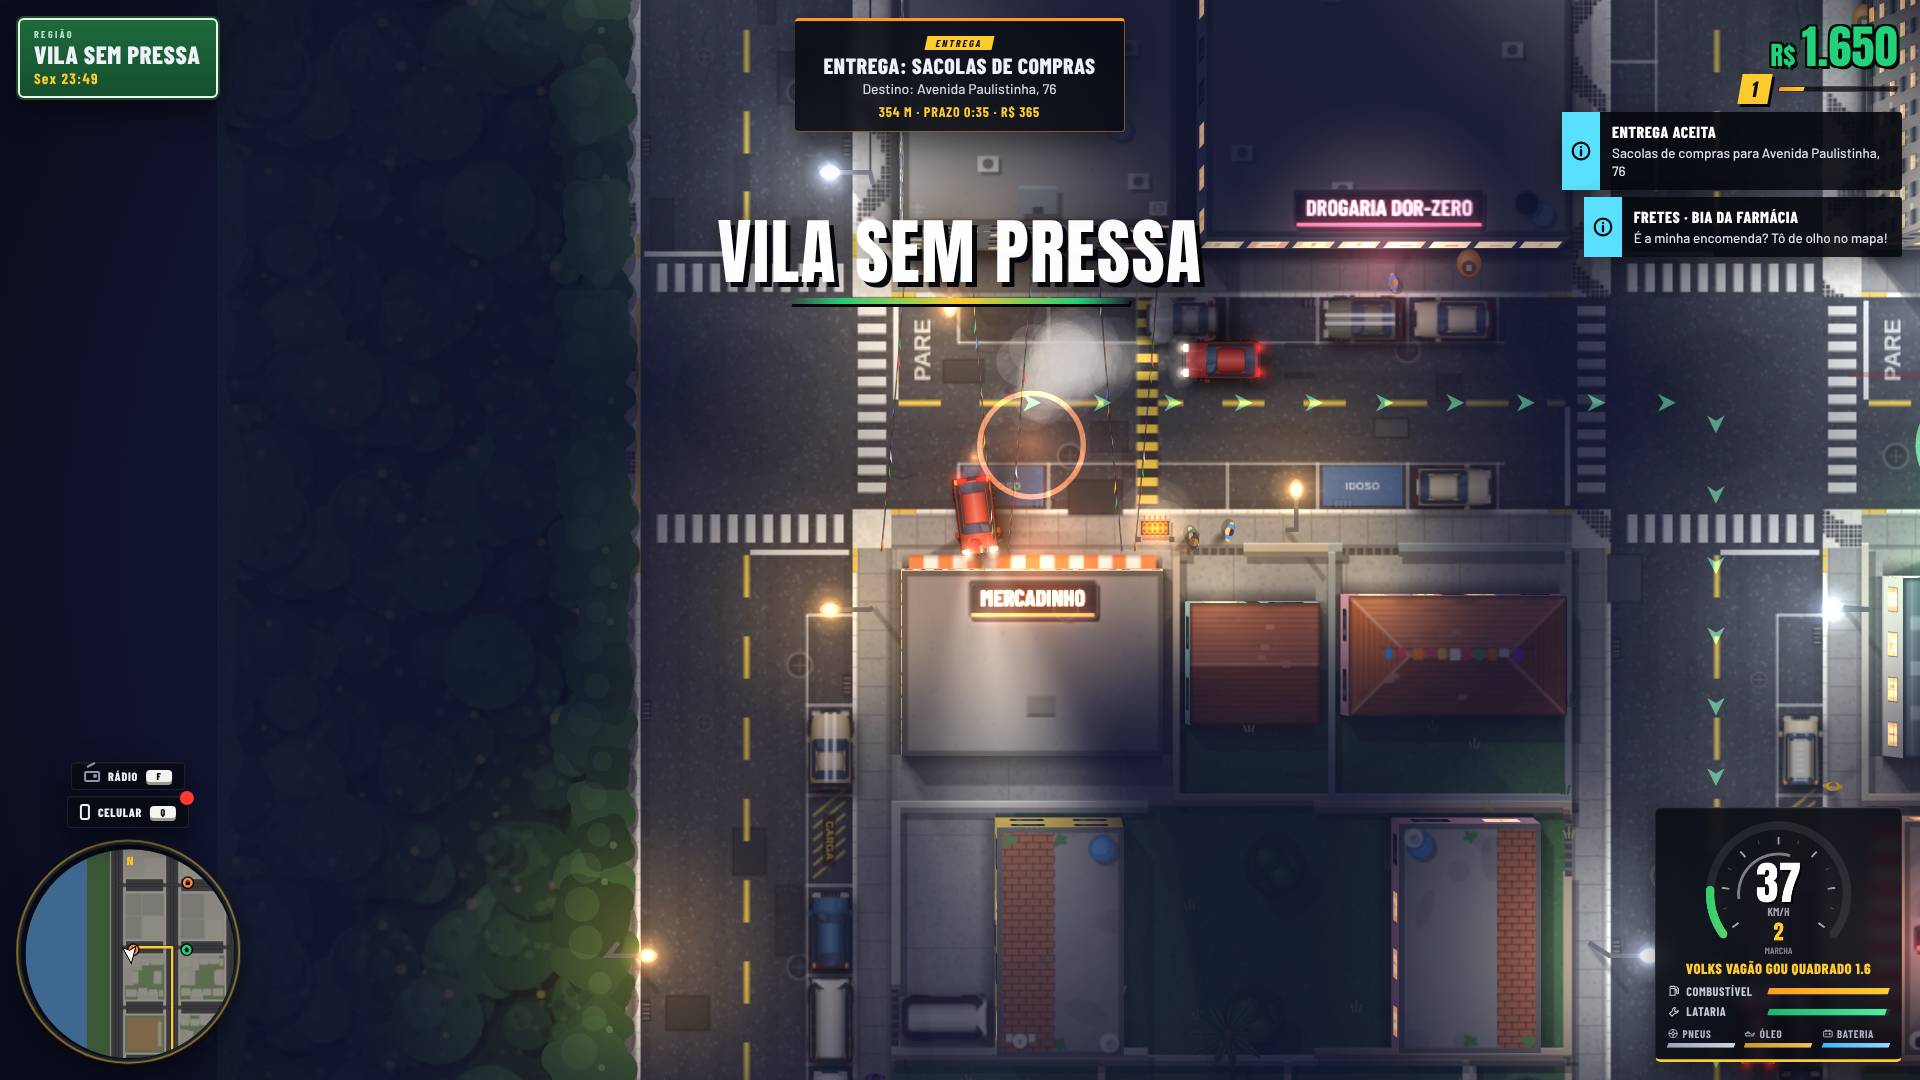 REGIÃO
VILA SEM PRESSA
Sex 23:49
ENTREGA
ENTREGA: SACOLAS DE COMPRAS
Destino: Avenida Paulistinha, 76
354 M · PRAZO 0:35 · R$ 365
R$ 1.650
1
ENTREGA ACEITA
Sacolas de compras para Avenida Paulistinha,
76
FRETES · BIA DA FARMÁCIA
É a minha encomenda? Tô de olho no mapa!
DROGARIA DOR-ZERO
VILA SEM PRESSA
PARE
PARE
IDOSO
MERCADINHO
CARGA
RÁDIO F
CELULAR Q
N
37
KM/H
2
MARCHA
VOLKS VAGÃO GOU QUADRADO 1.6
COMBUSTÍVEL
LATARIA
PNEUS ÓLEO BATERIA